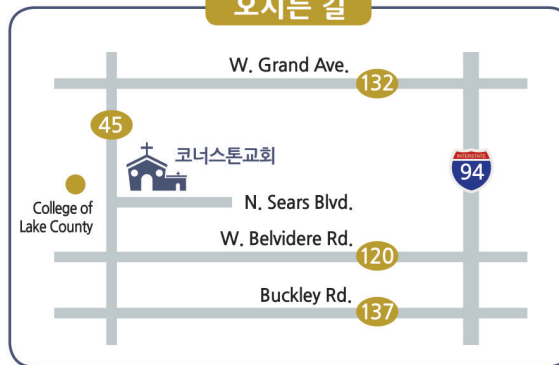 오시는 길
W. Grand Ave.
132
45
코너스톤교회
INTERSTATE
94
College of
Lake County
N. Sears Blvd.
W. Belvidere Rd.
120
Buckley Rd.
137